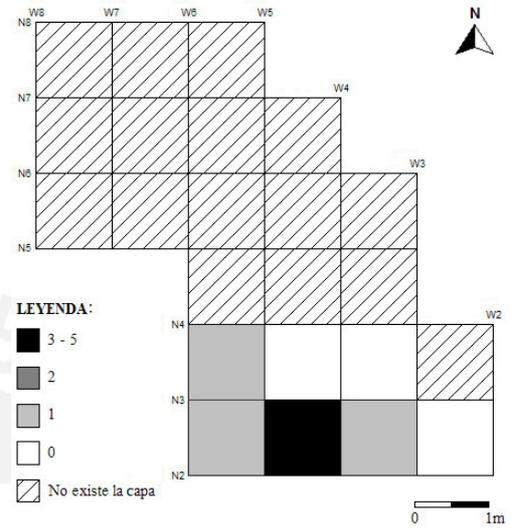 W8 W7 W6 W5
N8
N
N7
W4
N6
W3
N5
LEYENDA:
W2
N4
3 - 5
2
N3
1
0
N2
No existe la capa
0 1m